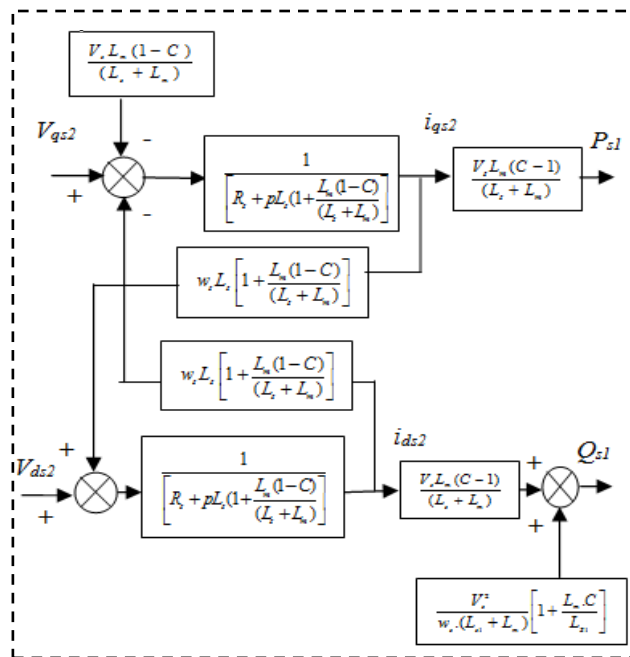 V_s L_m (1 − C) / (L_s + L_m)
V_qs2
+
-
-
1 / [R_s + pL_s(1 + L_m(1−C) / (L_s + L_m)]
i_qs2
V_s L_m (C − 1) / (L_s + L_m)
P_s1
w_s L_s [1 + L_m(1−C) / (L_s + L_m)]
w_s L_s [1 + L_m(1−C) / (L_s + L_m)]
V_ds2
+
+
1 / [R_s + pL_s(1 + L_m(1−C) / (L_s + L_m)]
i_ds2
V_s L_m (C − 1) / (L_s + L_m)
+
+
Q_s1
V_s^2 / w_s.(L_s1 + L_m) [1 + L_m.C / L_s1]